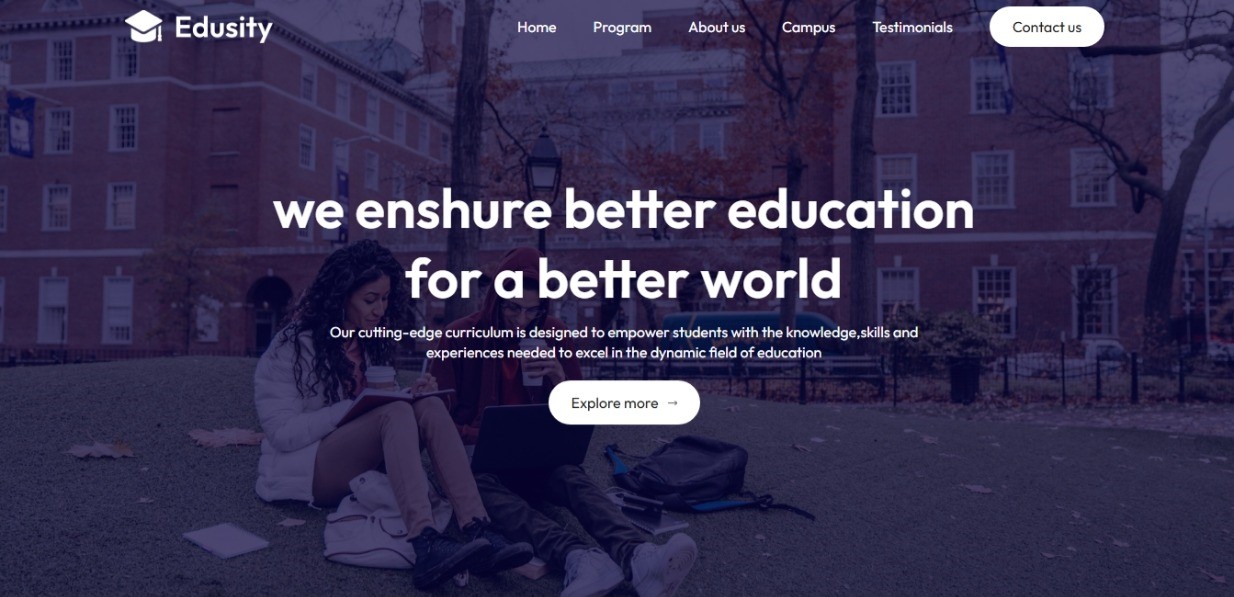 Edusity
Home Program About us Campus Testimonials Contact us
we enshure better education
for a better world
Our cutting-edge curriculum is designed to empower students with the knowledge,skills and
experiences needed to excel in the dynamic field of education
Explore more →